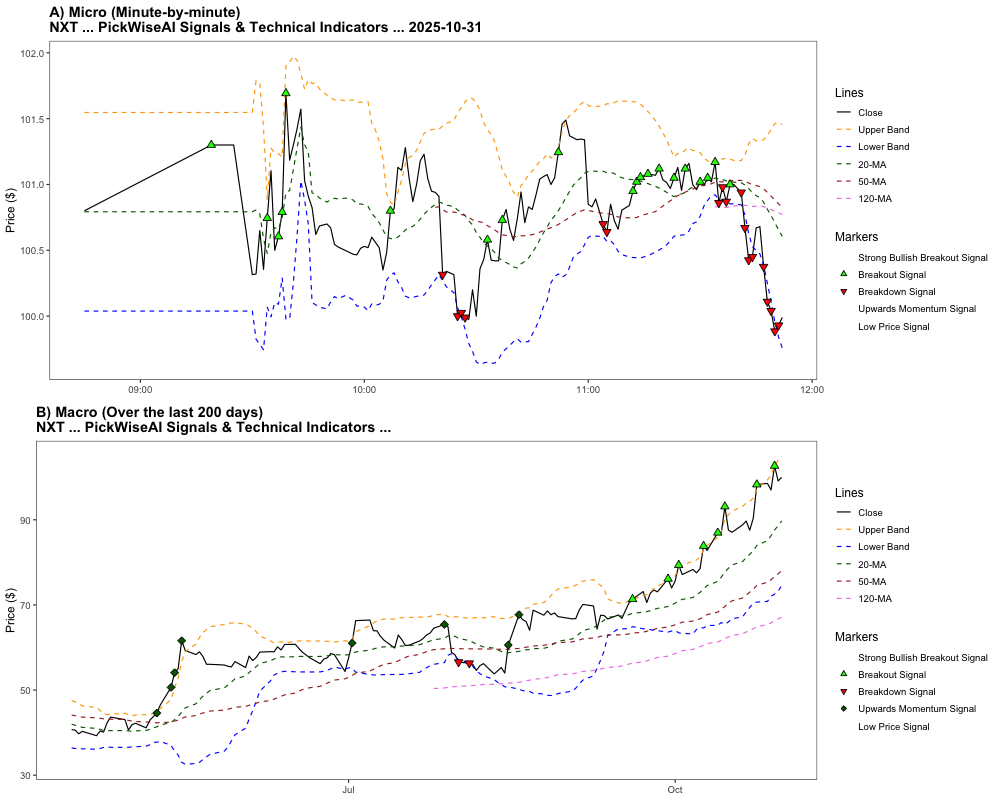 A) Micro (Minute-by-minute)
NXT ... PickWiseAI Signals & Technical Indicators ... 2025-10-31
Price ($)
102.0
101.5
101.0
100.5
100.0
09:00
10:00
11:00
12:00
Lines
Close
Upper Band
Lower Band
20-MA
50-MA
120-MA
Markers
Strong Bullish Breakout Signal
Breakout Signal
Breakdown Signal
Upwards Momentum Signal
Low Price Signal
B) Macro (Over the last 200 days)
NXT ... PickWiseAI Signals & Technical Indicators ...
Price ($)
90
70
50
30
Jul
Oct
Lines
Close
Upper Band
Lower Band
20-MA
50-MA
120-MA
Markers
Strong Bullish Breakout Signal
Breakout Signal
Breakdown Signal
Upwards Momentum Signal
Low Price Signal